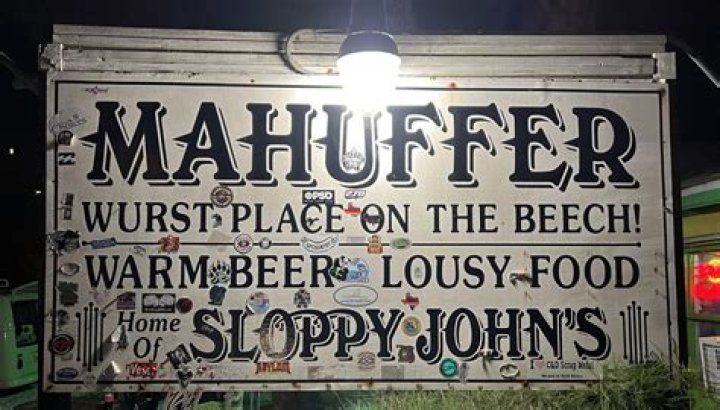 MAHUFFER
WURST PLACE ON THE BEECH!
WARM BEER LOUSY FOOD
Home
Of
SLOPPY JOHN'S